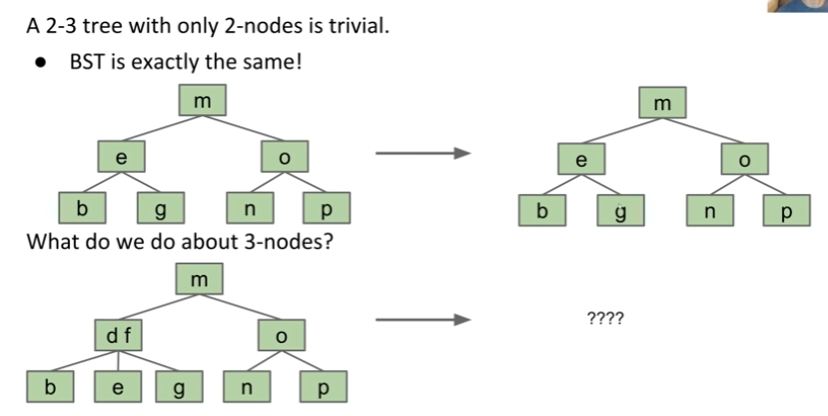 A 2-3 tree with only 2-nodes is trivial.
● BST is exactly the same!
m
m
e
o
e
o
b
g
n
p
b
g
n
p
What do we do about 3-nodes?
m
d f
o
????
b
e
g
n
p